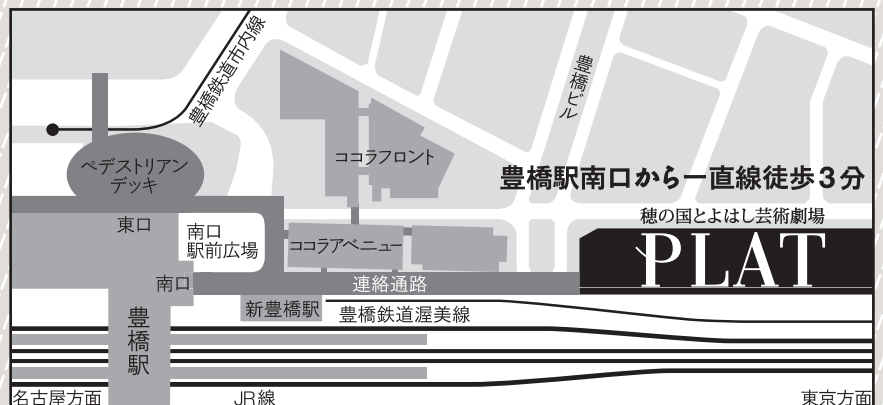 豊橋鉄道市内線
豊橋ビル
ペデストリアン
デッキ
ココラフロント
豊橋駅南口から一直線徒歩3分
穂の国とよはし芸術劇場
PLAT
東口
南口
駅前広場
ココラアベニュー
南口
連絡通路
新豊橋駅
豊橋鉄道渥美線
豊橋駅
名古屋方面
JR線
東京方面